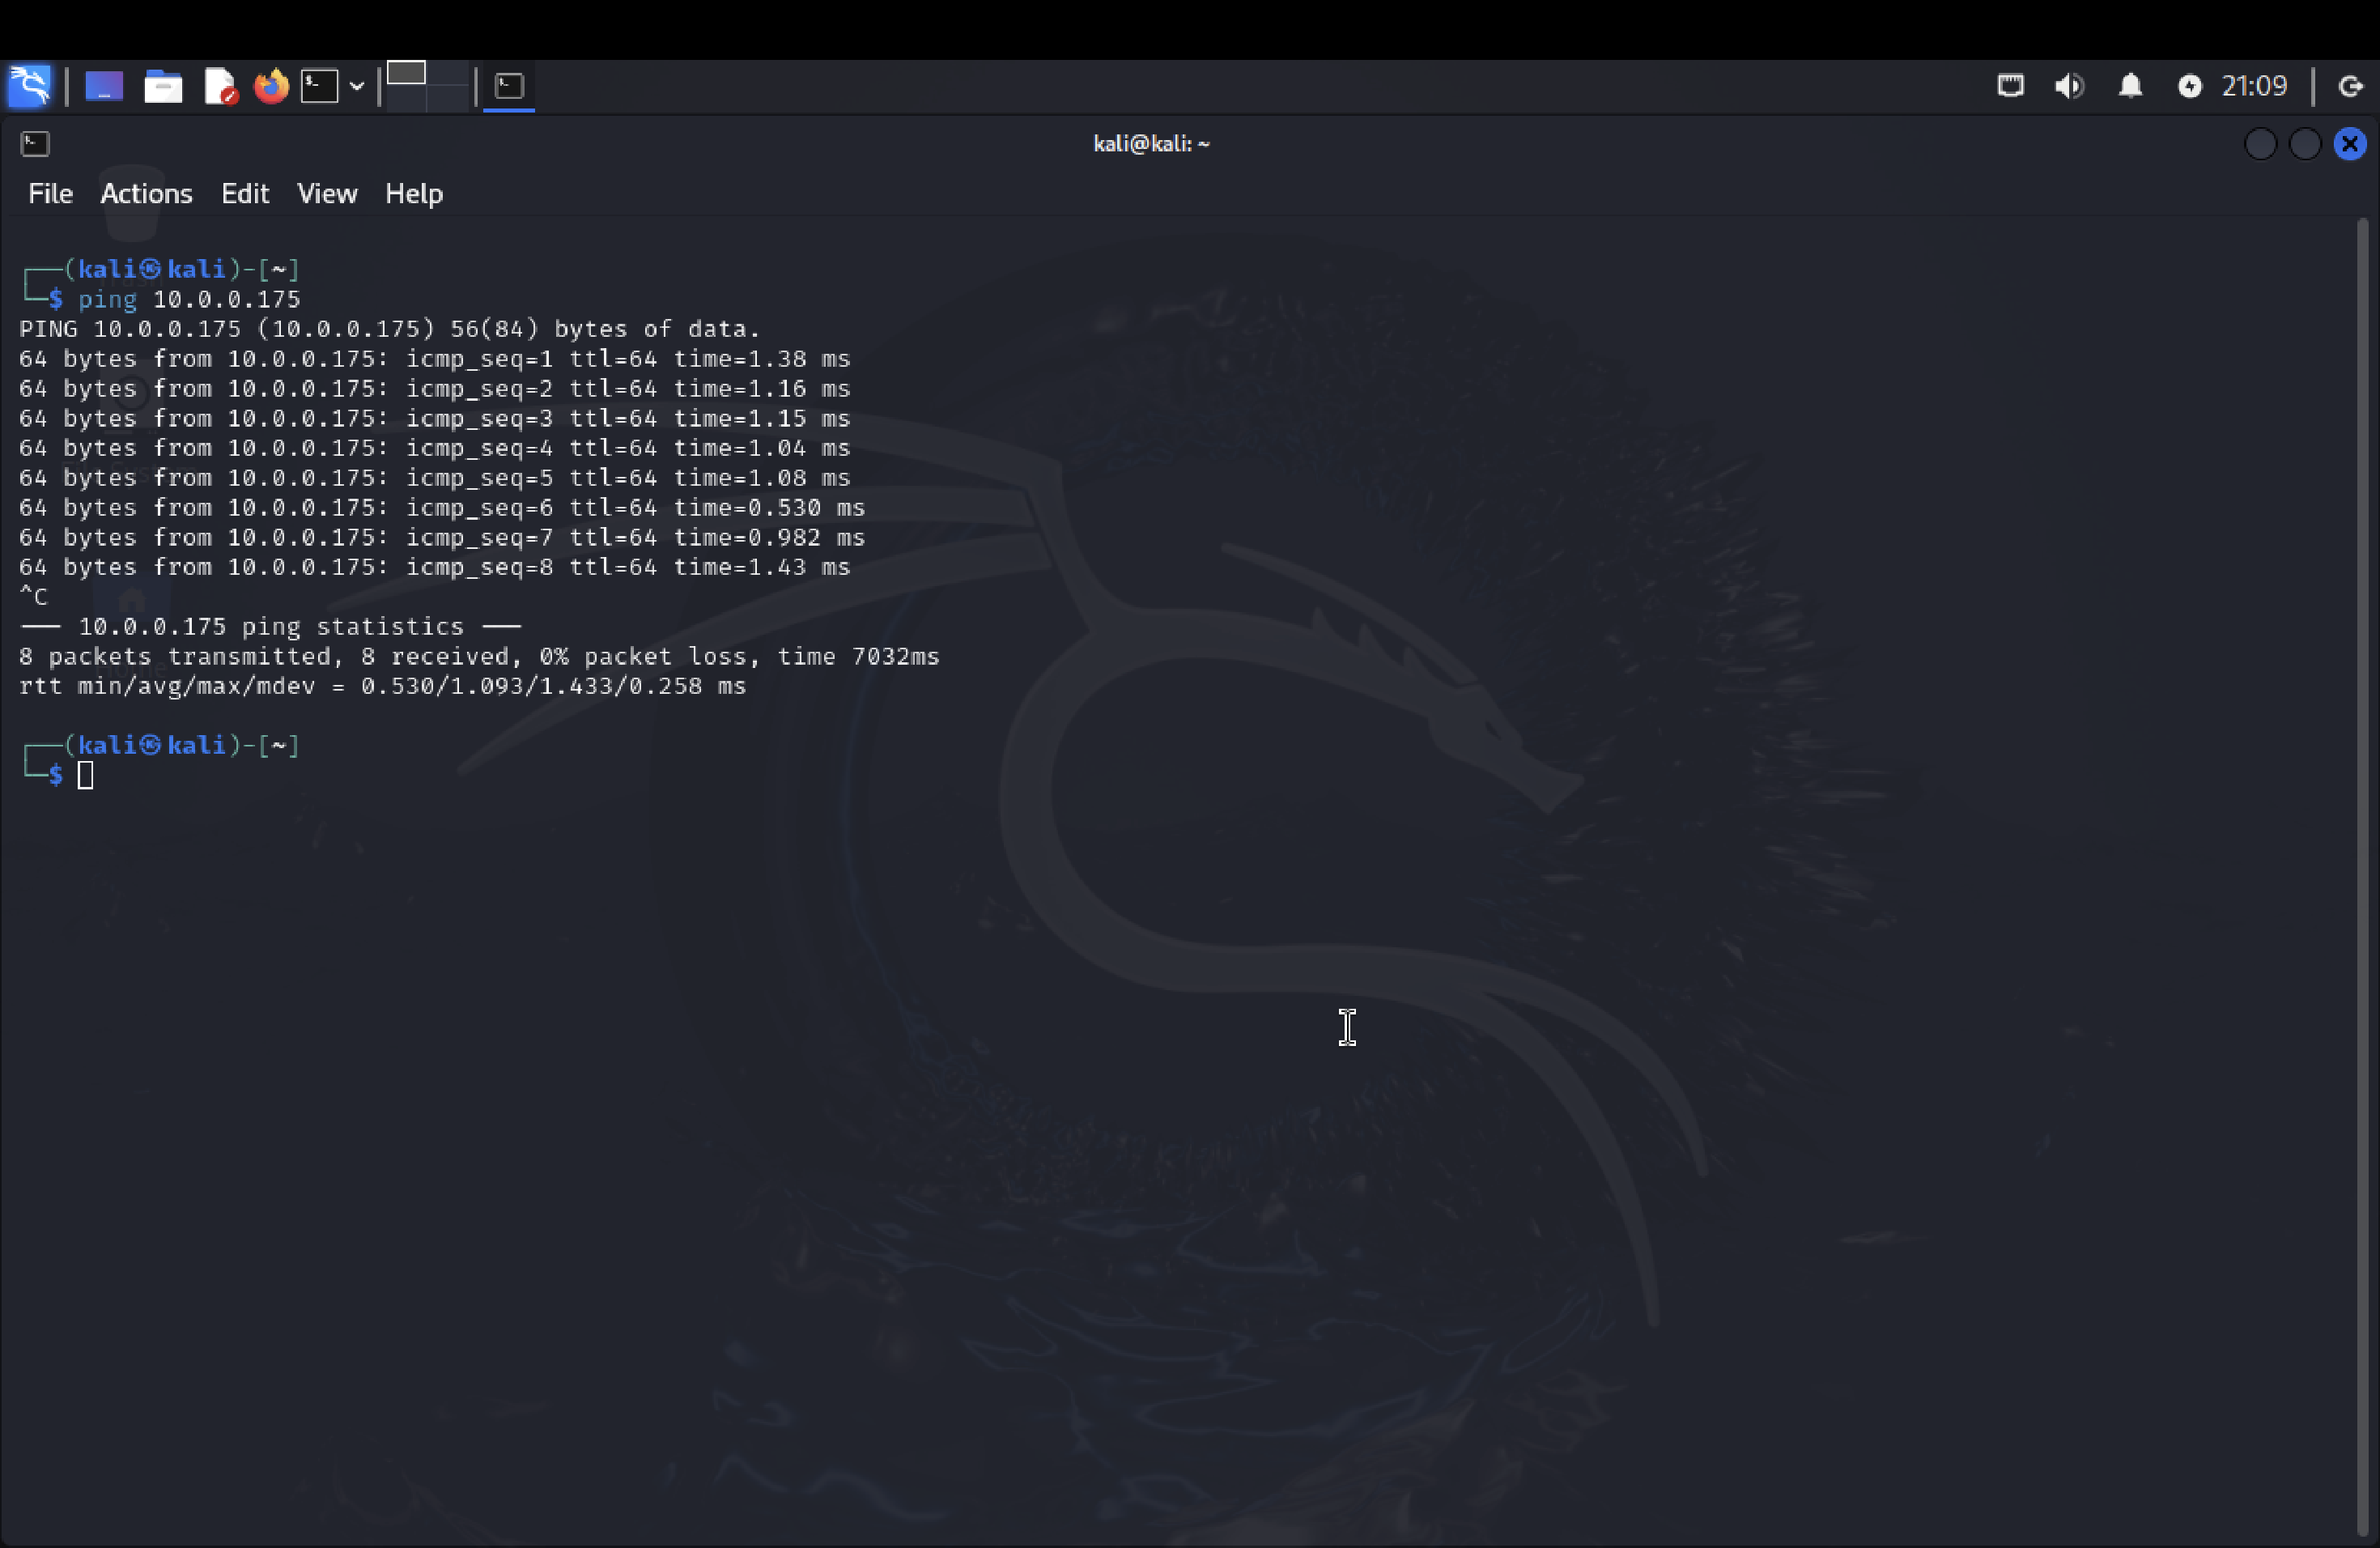 21:09
kali@kali: ~
File Actions Edit View Help
┌──(kali㉿kali)-[~]
└─$ ping 10.0.0.175
PING 10.0.0.175 (10.0.0.175) 56(84) bytes of data.
64 bytes from 10.0.0.175: icmp_seq=1 ttl=64 time=1.38 ms
64 bytes from 10.0.0.175: icmp_seq=2 ttl=64 time=1.16 ms
64 bytes from 10.0.0.175: icmp_seq=3 ttl=64 time=1.15 ms
64 bytes from 10.0.0.175: icmp_seq=4 ttl=64 time=1.04 ms
64 bytes from 10.0.0.175: icmp_seq=5 ttl=64 time=1.08 ms
64 bytes from 10.0.0.175: icmp_seq=6 ttl=64 time=0.530 ms
64 bytes from 10.0.0.175: icmp_seq=7 ttl=64 time=0.982 ms
64 bytes from 10.0.0.175: icmp_seq=8 ttl=64 time=1.43 ms
^C
--- 10.0.0.175 ping statistics ---
8 packets transmitted, 8 received, 0% packet loss, time 7032ms
rtt min/avg/max/mdev = 0.530/1.093/1.433/0.258 ms
┌──(kali㉿kali)-[~]
└─$